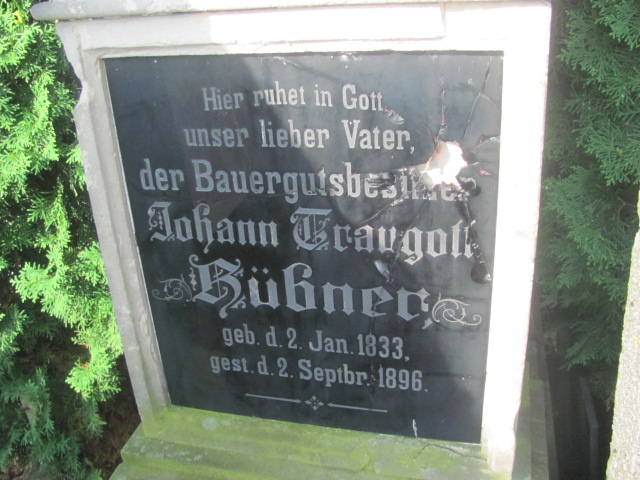 Hier ruhet in Gott
unser lieber Vater,
der Bauergutsbesitzer
Johann Traugott
Hübner,
geb. d. 2. Jan. 1833,
gest. d. 2. Septbr. 1896.